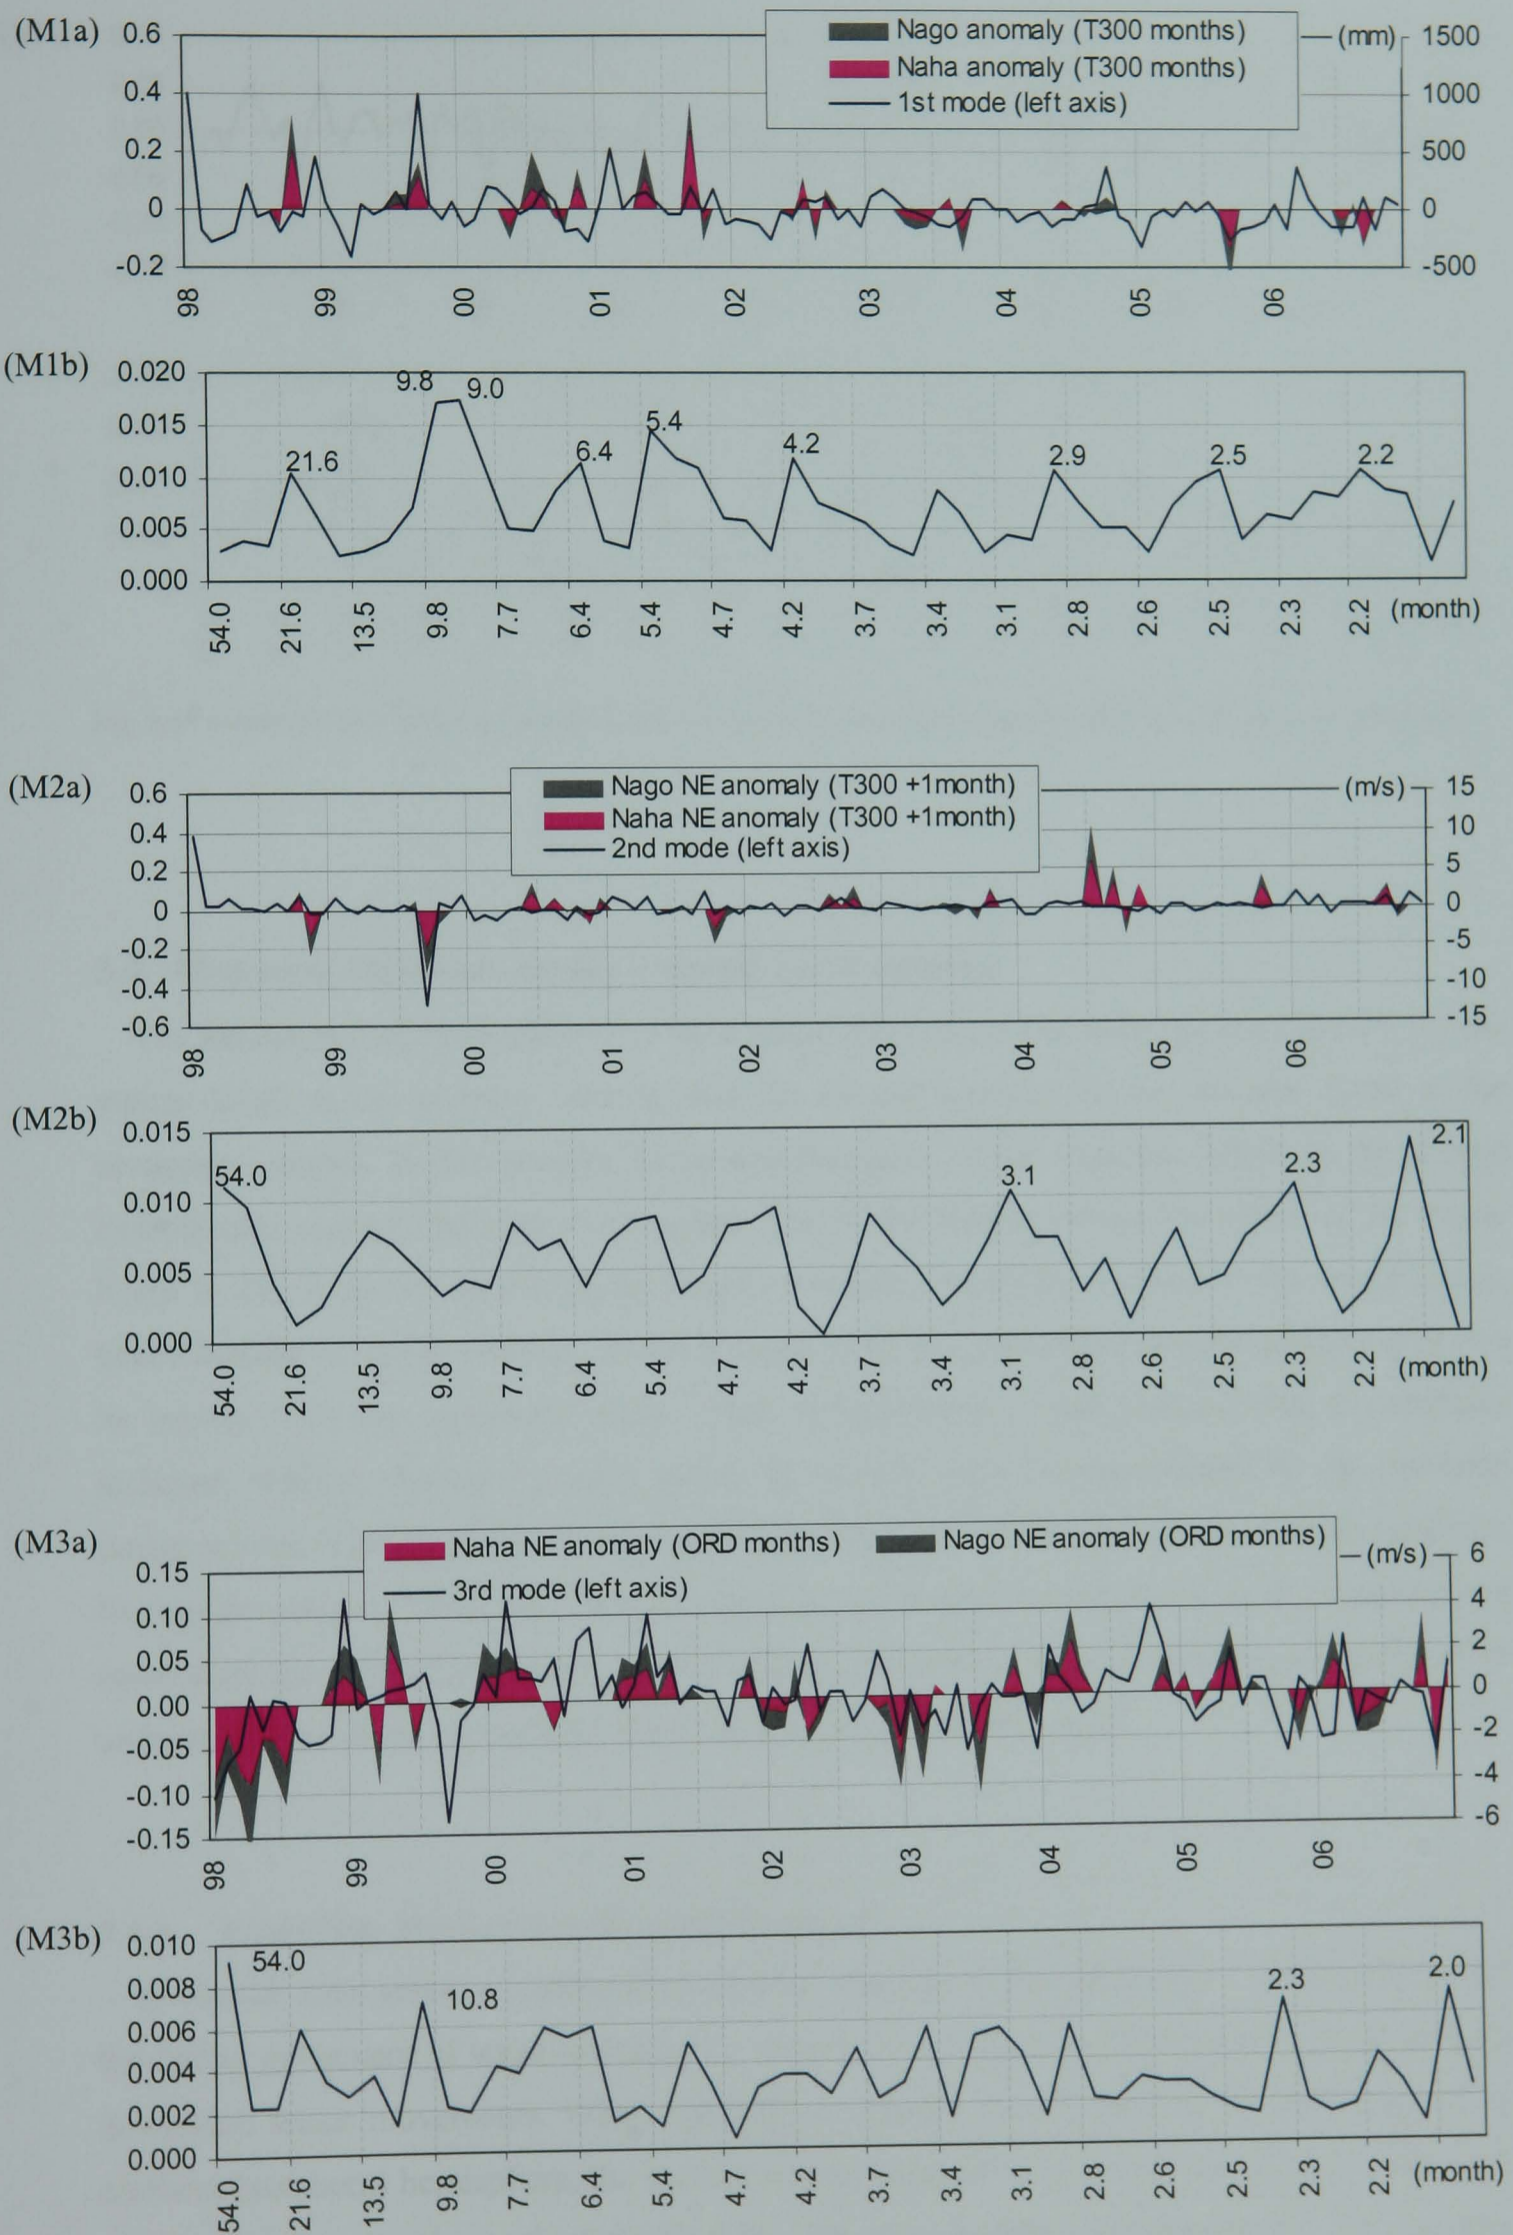 (M1a)
0.6
0.4
0.2
0
-0.2
Nago anomaly (T300 months)
Naha anomaly (T300 months)
1st mode (left axis)
(mm)
1500
1000
500
0
-500
98 99 00 01 02 03 04 05 06
(M1b)
0.020
0.015
0.010
0.005
0.000
21.6 9.8 9.0 6.4 5.4 4.2 2.9 2.5 2.2
54.0 21.6 13.5 9.8 7.7 6.4 5.4 4.7 4.2 3.7 3.4 3.1 2.8 2.6 2.5 2.3 2.2 (month)
(M2a)
0.6
0.4
0.2
0
-0.2
-0.4
-0.6
Nago NE anomaly (T300 +1month)
Naha NE anomaly (T300 +1month)
2nd mode (left axis)
(m/s)
15
10
5
0
-5
-10
-15
98 99 00 01 02 03 04 05 06
(M2b)
0.015
0.010
0.005
0.000
54.0 3.1 2.3 2.1
54.0 21.6 13.5 9.8 7.7 6.4 5.4 4.7 4.2 3.7 3.4 3.1 2.8 2.6 2.5 2.3 2.2 (month)
(M3a)
0.15
0.10
0.05
0.00
-0.05
-0.10
-0.15
Naha NE anomaly (ORD months) Nago NE anomaly (ORD months)
3rd mode (left axis)
(m/s)
6
4
2
0
-2
-4
-6
98 99 00 01 02 03 04 05 06
(M3b)
0.010
0.008
0.006
0.004
0.002
0.000
54.0 10.8 2.3 2.0
54.0 21.6 13.5 9.8 7.7 6.4 5.4 4.7 4.2 3.7 3.4 3.1 2.8 2.6 2.5 2.3 2.2 (month)